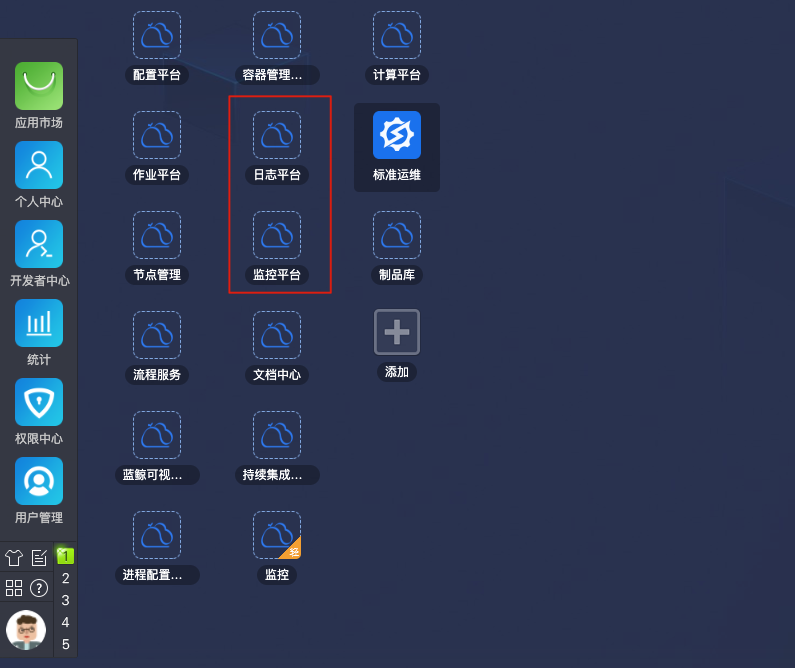 应用市场
个人中心
开发者中心
统计
权限中心
用户管理
1
2
3
4
5
配置平台
容器管理...
计算平台
作业平台
日志平台
标准运维
节点管理
监控平台
制品库
流程服务
文档中心
添加
蓝鲸可视...
持续集成...
进程配置...
轻
监控